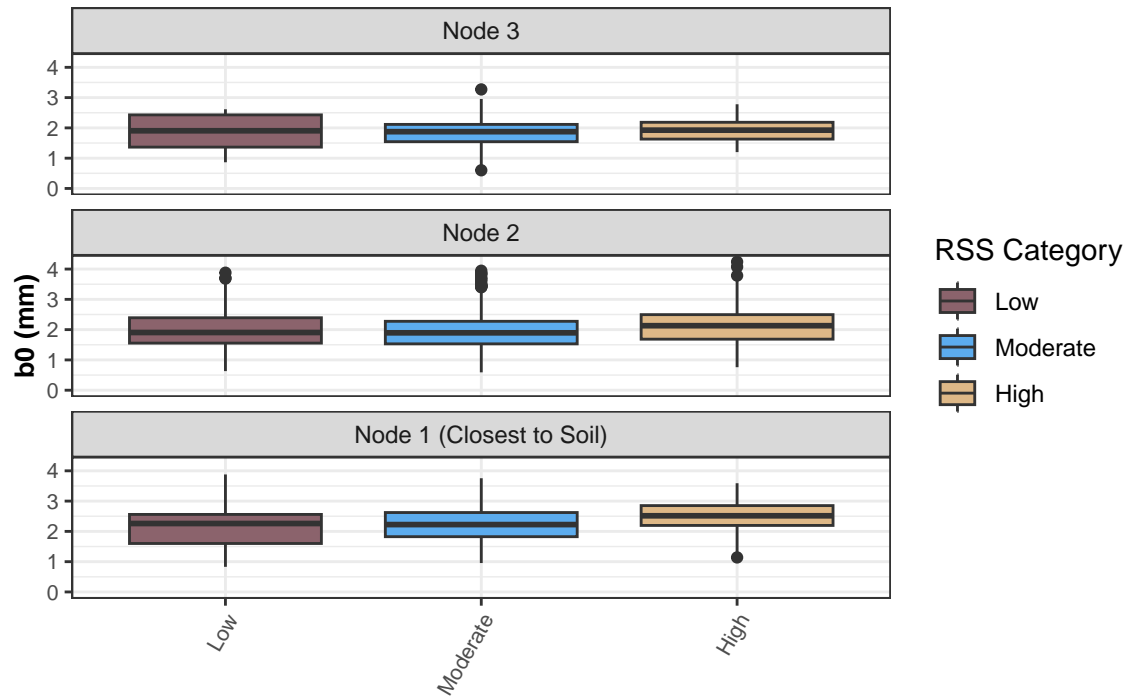 Node 3
4
3
2
1
0
Node 2
4
3
2
1
0
b0 (mm)
Node 1 (Closest to Soil)
4
3
2
1
0
Low
Moderate
High
RSS Category
Low
Moderate
High